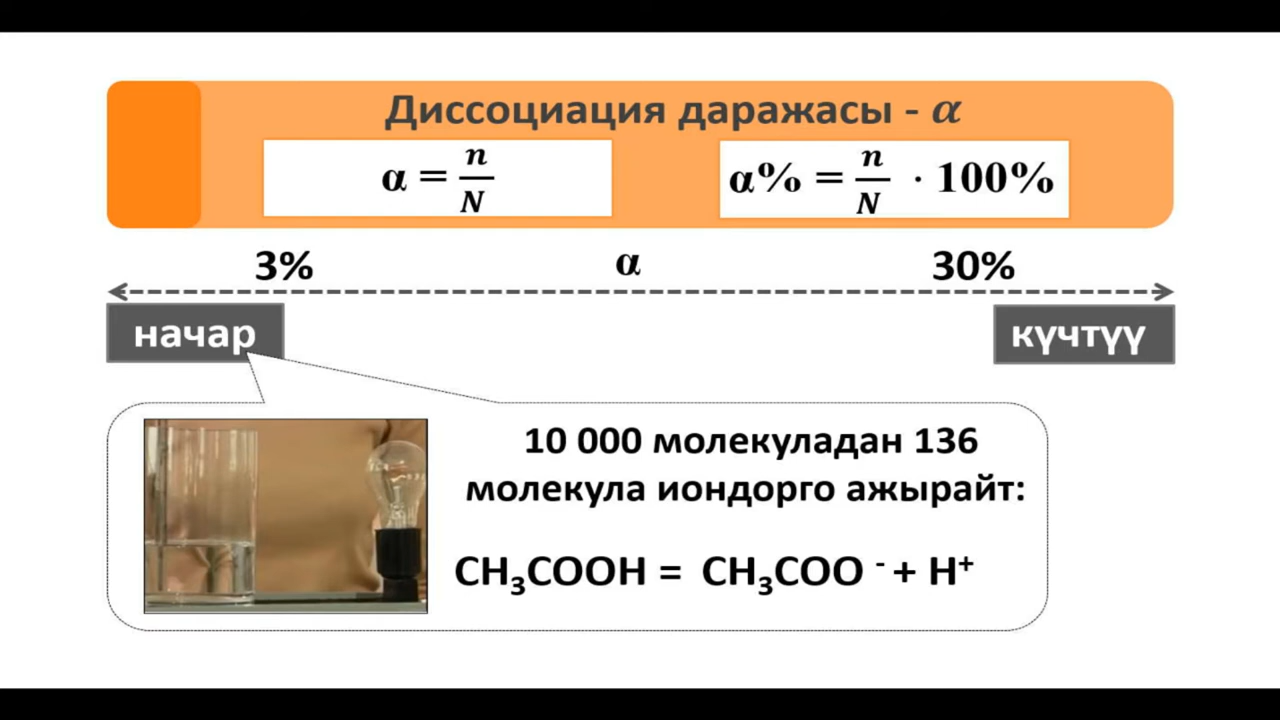 Диссоциация даражасы - α
α = n/N
α% = n/N · 100%
3% α 30%
начар күчтүү
10 000 молекуладан 136
молекула иондорго ажырайт:
CH₃COOH = CH₃COO ⁻ + H⁺